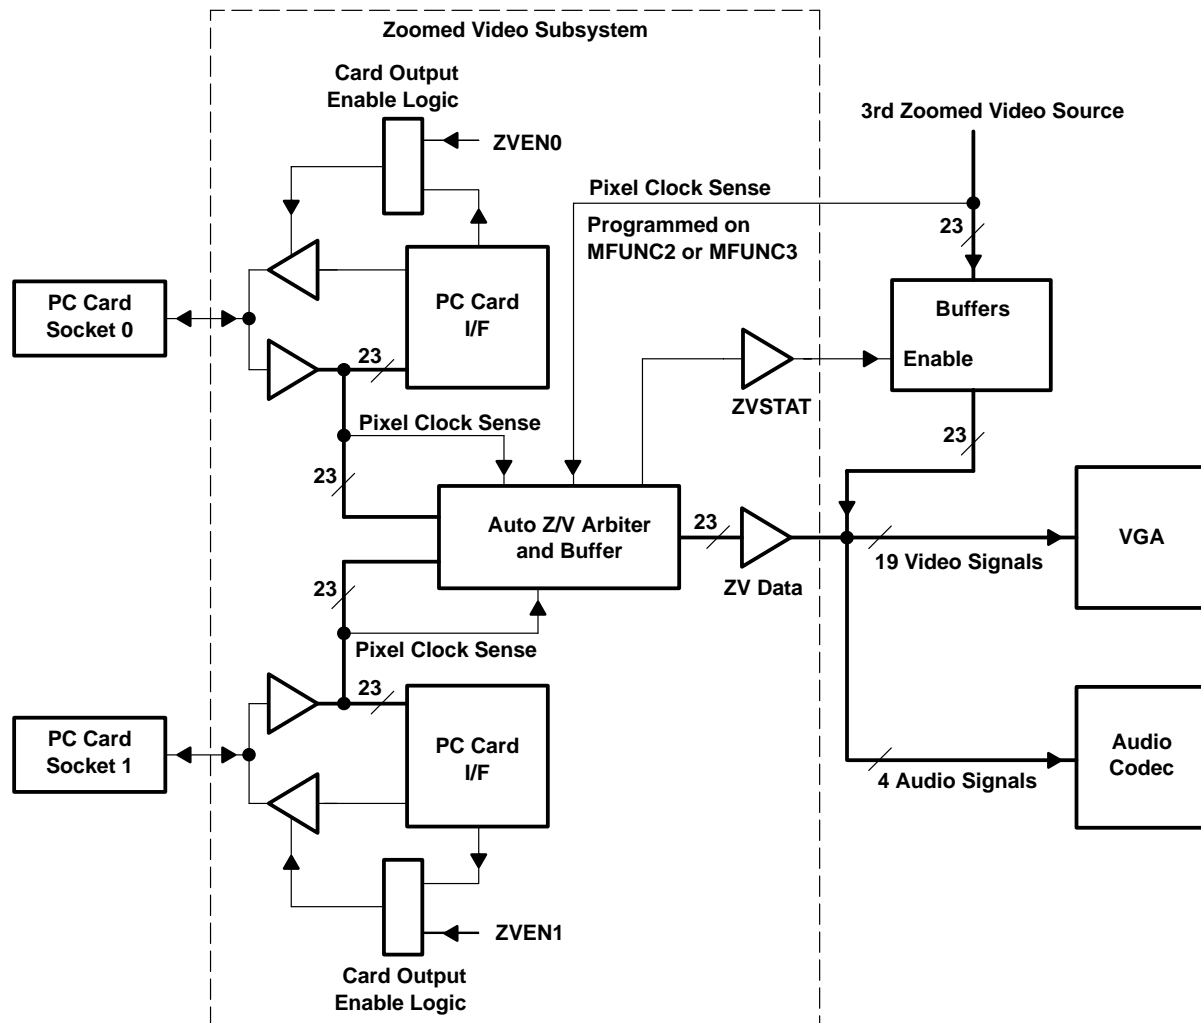 Zoomed Video Subsystem
Card Output
Enable Logic
ZVEN0
3rd Zoomed Video Source
Pixel Clock Sense
Programmed on
MFUNC2 or MFUNC3
23
PC Card
Socket 0
PC Card
I/F
Buffers
Enable
23
ZVSTAT
Pixel Clock Sense
23
23
Auto Z/V Arbiter
and Buffer
23
ZV Data
19 Video Signals
VGA
23
Pixel Clock Sense
23
PC Card
Socket 1
PC Card
I/F
4 Audio Signals
Audio
Codec
ZVEN1
Card Output
Enable Logic